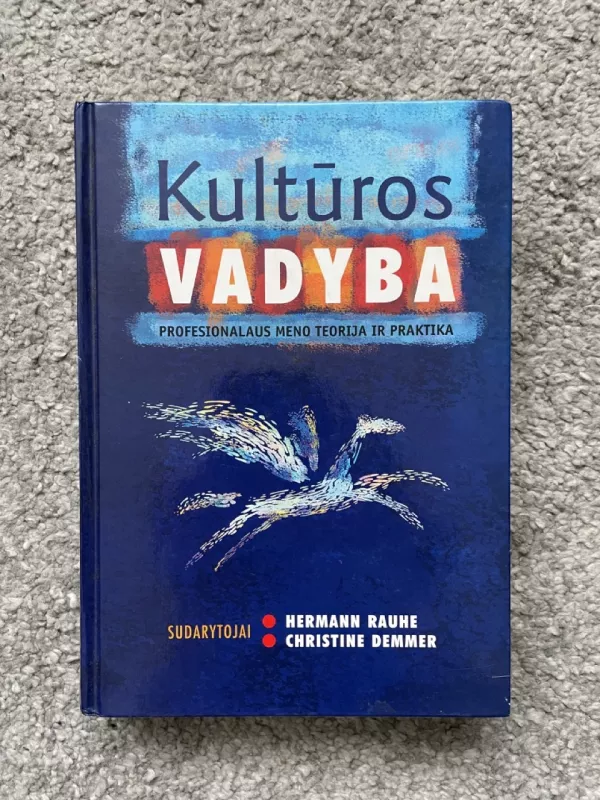 Kultūros
VADYBA
PROFESIONALAUS MENO TEORIJA IR PRAKTIKA
SUDARYTOJAI
HERMANN RAUHE
CHRISTINE DEMMER